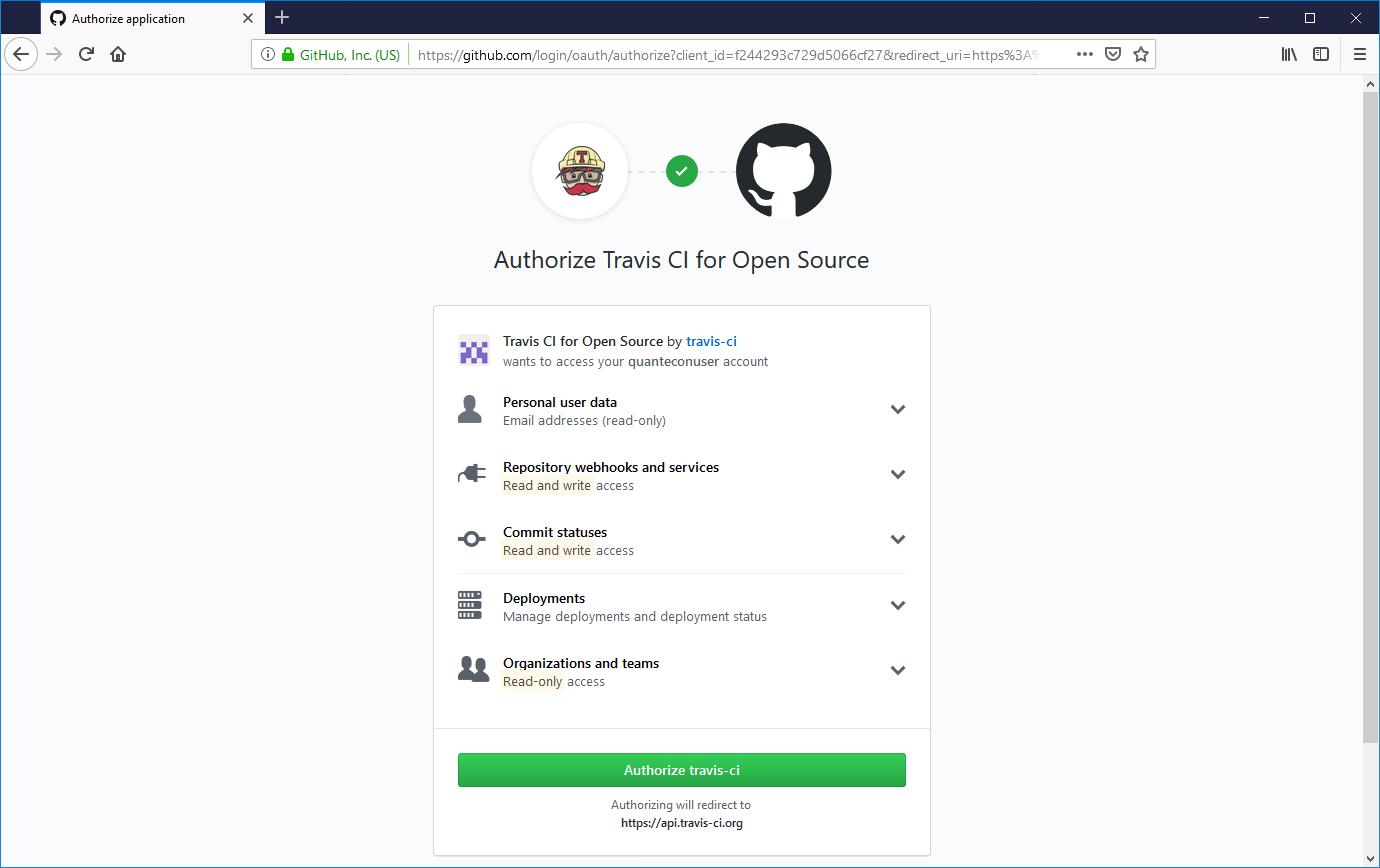 Authorize application
GitHub, Inc. (US)
https://github.com/login/oauth/authorize?client_id=f244293c729d5066cf27&redirect_uri=https%3A%
T
Authorize Travis CI for Open Source
Travis CI for Open Source by travis-ci
wants to access your quanteconuser account
Personal user data
Email addresses (read-only)
Repository webhooks and services
Read and write access
Commit statuses
Read and write access
Deployments
Manage deployments and deployment status
Organizations and teams
Read-only access
Authorize travis-ci
Authorizing will redirect to
https://api.travis-ci.org